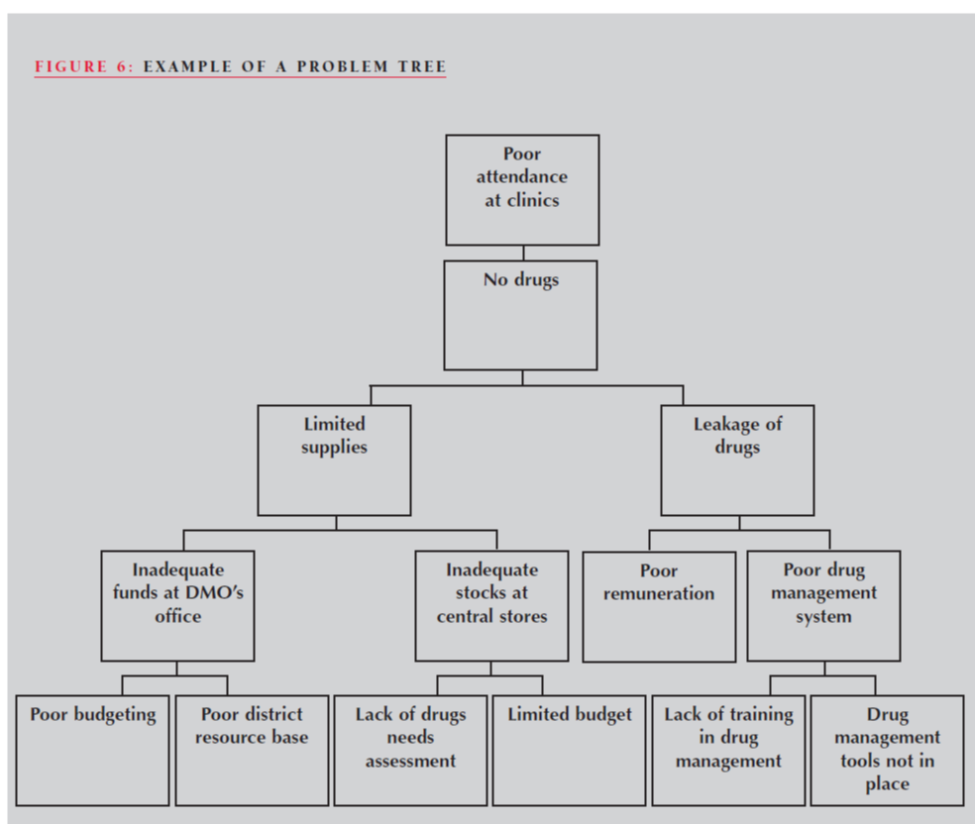 FIGURE 6: EXAMPLE OF A PROBLEM TREE
Poor
attendance
at clinics
No drugs
Limited
supplies
Leakage of
drugs
Inadequate
funds at DMO's
office
Inadequate
stocks at
central stores
Poor
remuneration
Poor drug
management
system
Poor budgeting
Poor district
resource base
Lack of drugs
needs
assessment
Limited budget
Lack of training
in drug
management
Drug
management
tools not in
place